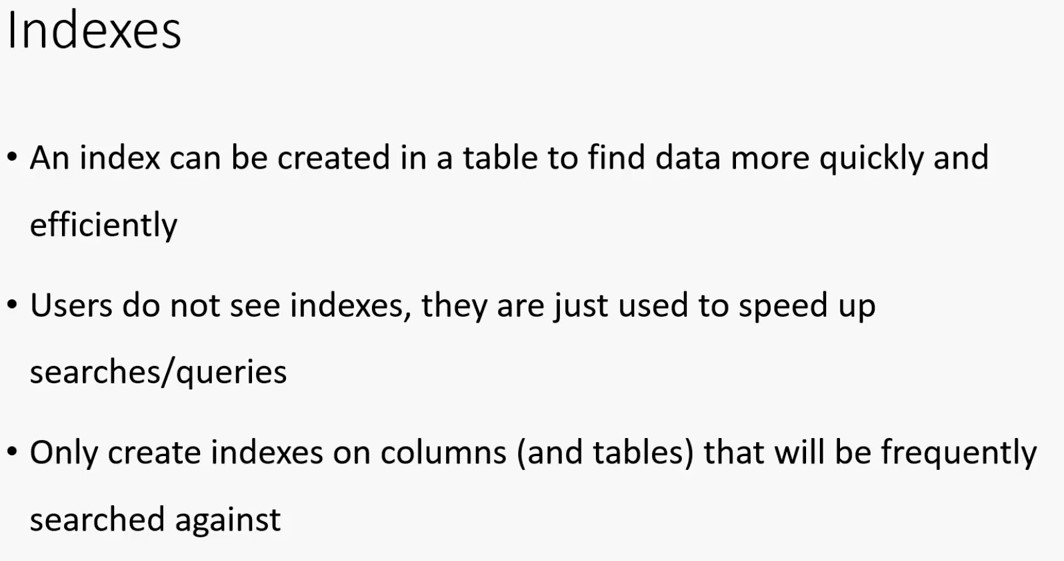 Indexes
• An index can be created in a table to find data more quickly and
efficiently
• Users do not see indexes, they are just used to speed up
searches/queries
• Only create indexes on columns (and tables) that will be frequently
searched against